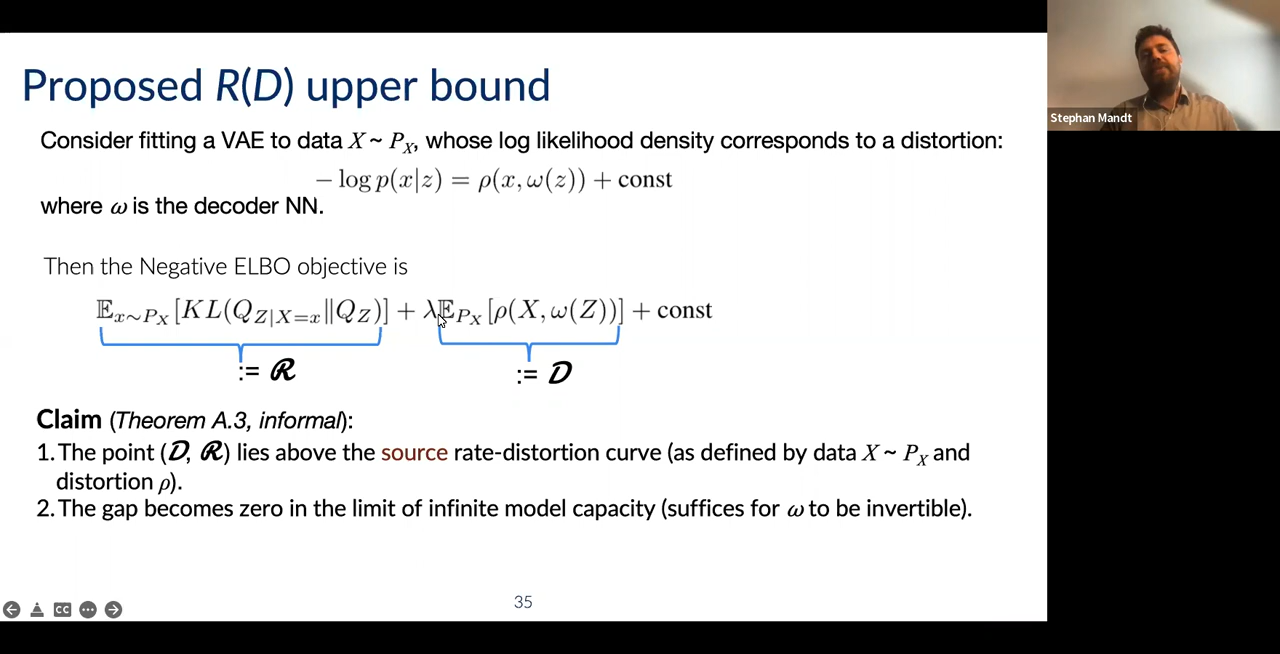 Proposed R(D) upper bound
Consider fitting a VAE to data X ~ P_X, whose log likelihood density corresponds to a distortion:
− log p(x|z) = ρ(x, ω(z)) + const
where ω is the decoder NN.
Then the Negative ELBO objective is
𝔼_{x∼P_X}[KL(Q_{Z|X=x}‖Q_Z)] + λ𝔼_{P_X}[ρ(X, ω(Z))] + const
:= ℛ
:= 𝒟
Claim (Theorem A.3, informal):
1. The point (𝒟, ℛ) lies above the source rate-distortion curve (as defined by data X ~ P_X and
distortion ρ).
2. The gap becomes zero in the limit of infinite model capacity (suffices for ω to be invertible).
CC
35
Stephan Mandt